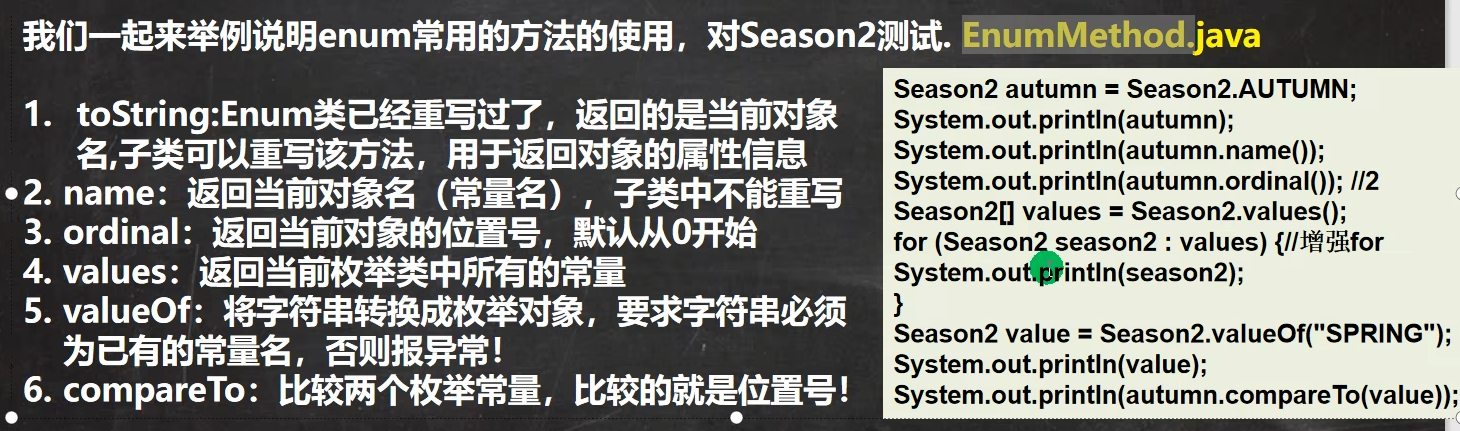 我们一起来举例说明enum常用的方法的使用，对Season2测试. EnumMethod.java
1. toString:Enum类已经重写过了，返回的是当前对象
名,子类可以重写该方法，用于返回对象的属性信息
2. name：返回当前对象名（常量名），子类中不能重写
3. ordinal：返回当前对象的位置号，默认从0开始
4. values：返回当前枚举类中所有的常量
5. valueOf：将字符串转换成枚举对象，要求字符串必须
为已有的常量名，否则报异常！
6. compareTo：比较两个枚举常量，比较的就是位置号！
Season2 autumn = Season2.AUTUMN;
System.out.println(autumn);
System.out.println(autumn.name());
System.out.println(autumn.ordinal()); //2
Season2[] values = Season2.values();
for (Season2 season2 : values) {//增强for
System.out.println(season2);
}
Season2 value = Season2.valueOf("SPRING");
System.out.println(value);
System.out.println(autumn.compareTo(value));